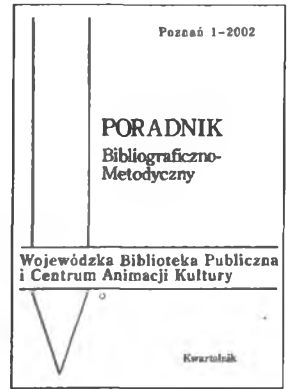 Poznań 1-2002
PORADNIK
Bibliograficzno-
Metodyczny
Wojewódzka Biblioteka Publiczna
i Centrum Animacji Kultury
Kwartalnik